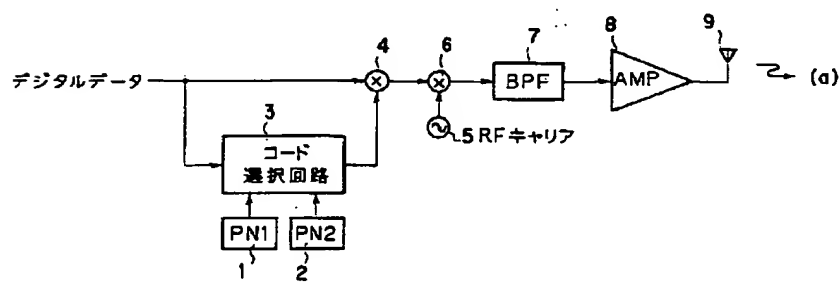 4 6 7 8 9
デジタルデータ BPF AMP (a)
3 5 RFキャリア
コード
選択回路
PN1 PN2
1 2